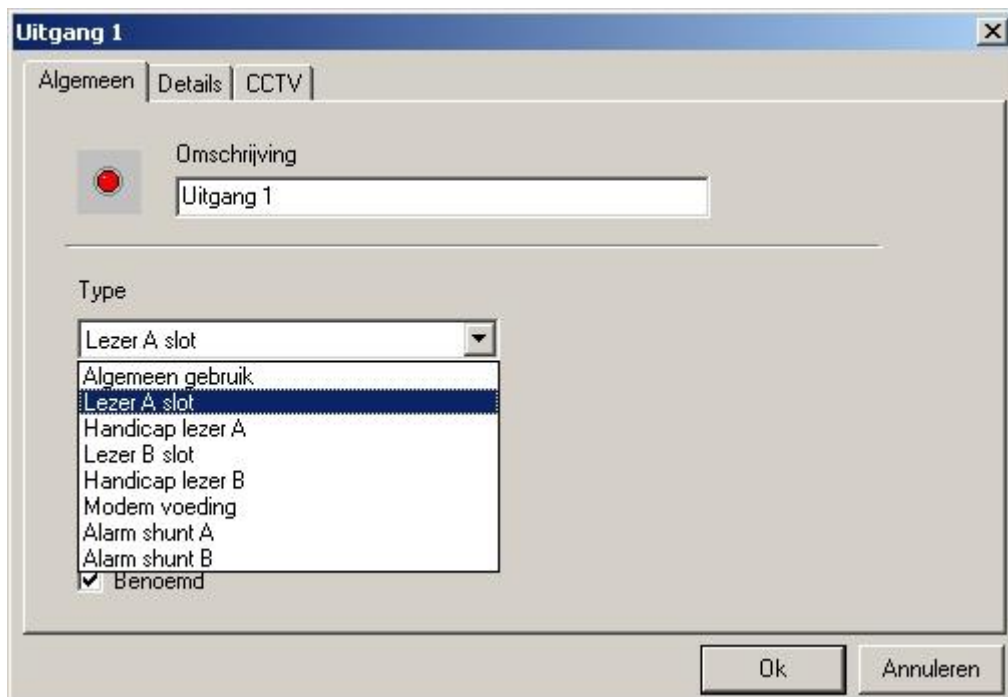 Uitgang 1
Algemeen Details CCTV
Omschrijving
Uitgang 1
Type
Lezer A slot
Algemeen gebruik
Lezer A slot
Handicap lezer A
Lezer B slot
Handicap lezer B
Modem voeding
Alarm shunt A
Alarm shunt B
Benoemd
Ok Annuleren